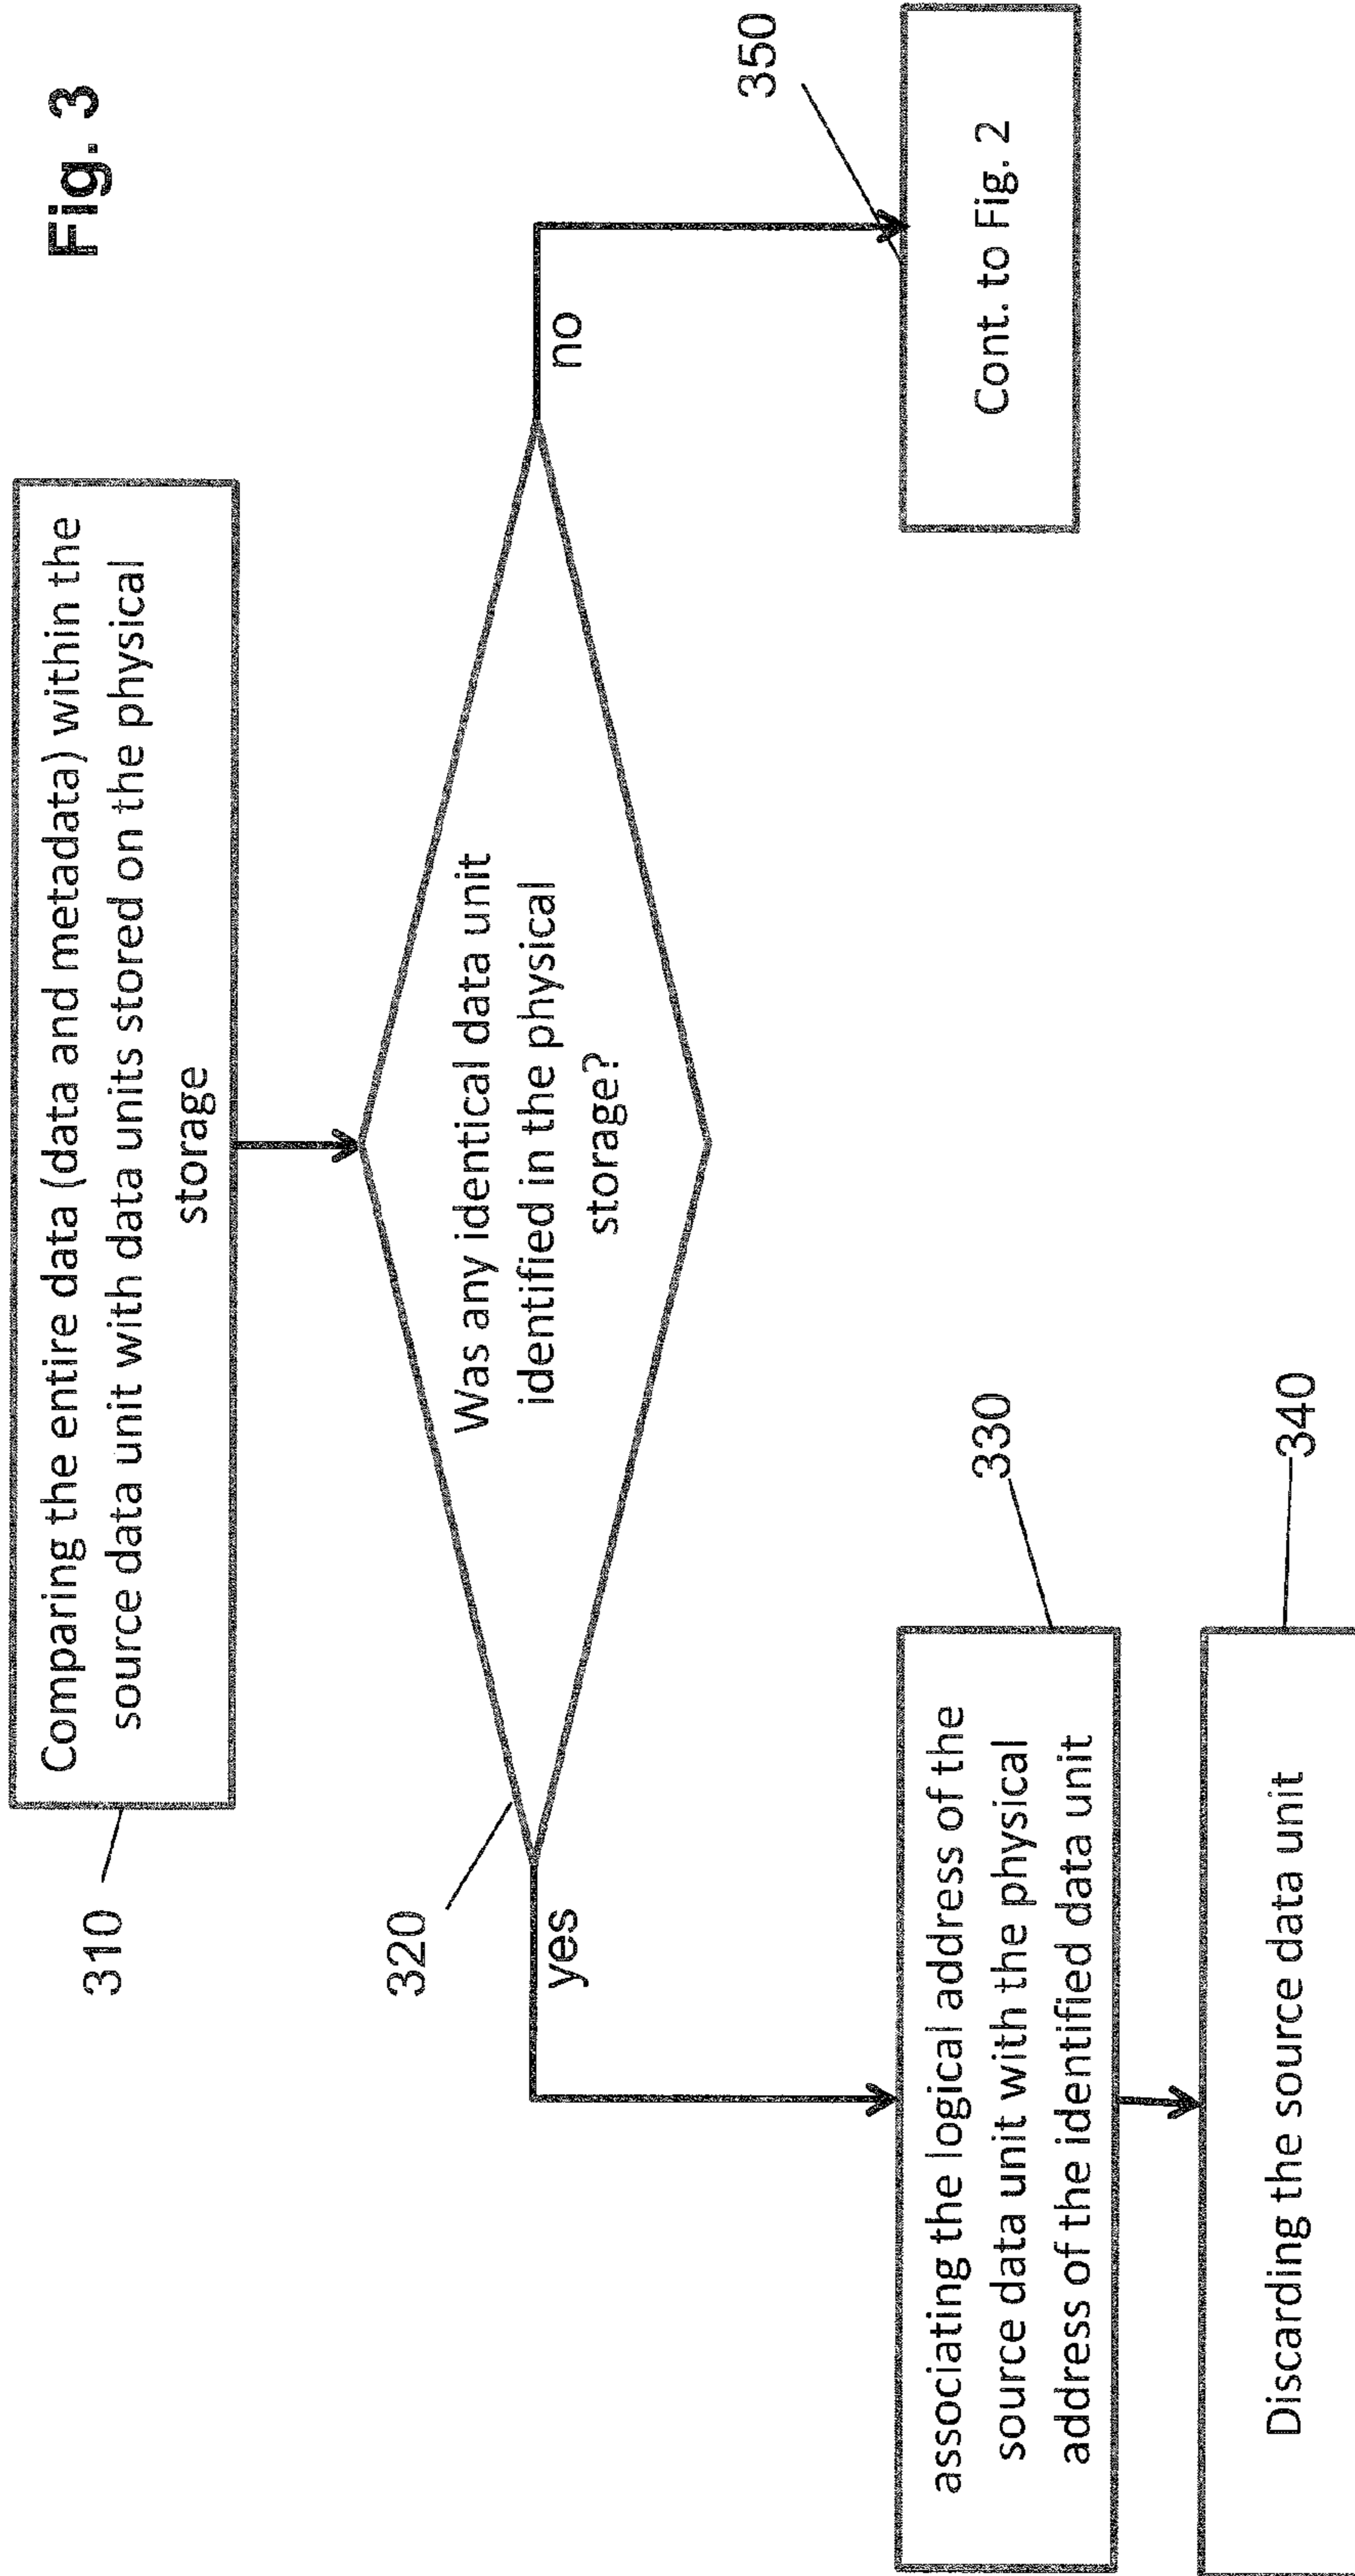 Fig. 3
310
Comparing the entire data (data and metadata) within the
source data unit with data units stored on the physical
storage
320
Was any identical data unit
identified in the physical
storage?
yes
no
330
associating the logical address of the
source data unit with the physical
address of the identified data unit
350
Cont. to Fig. 2
340
Discarding the source data unit